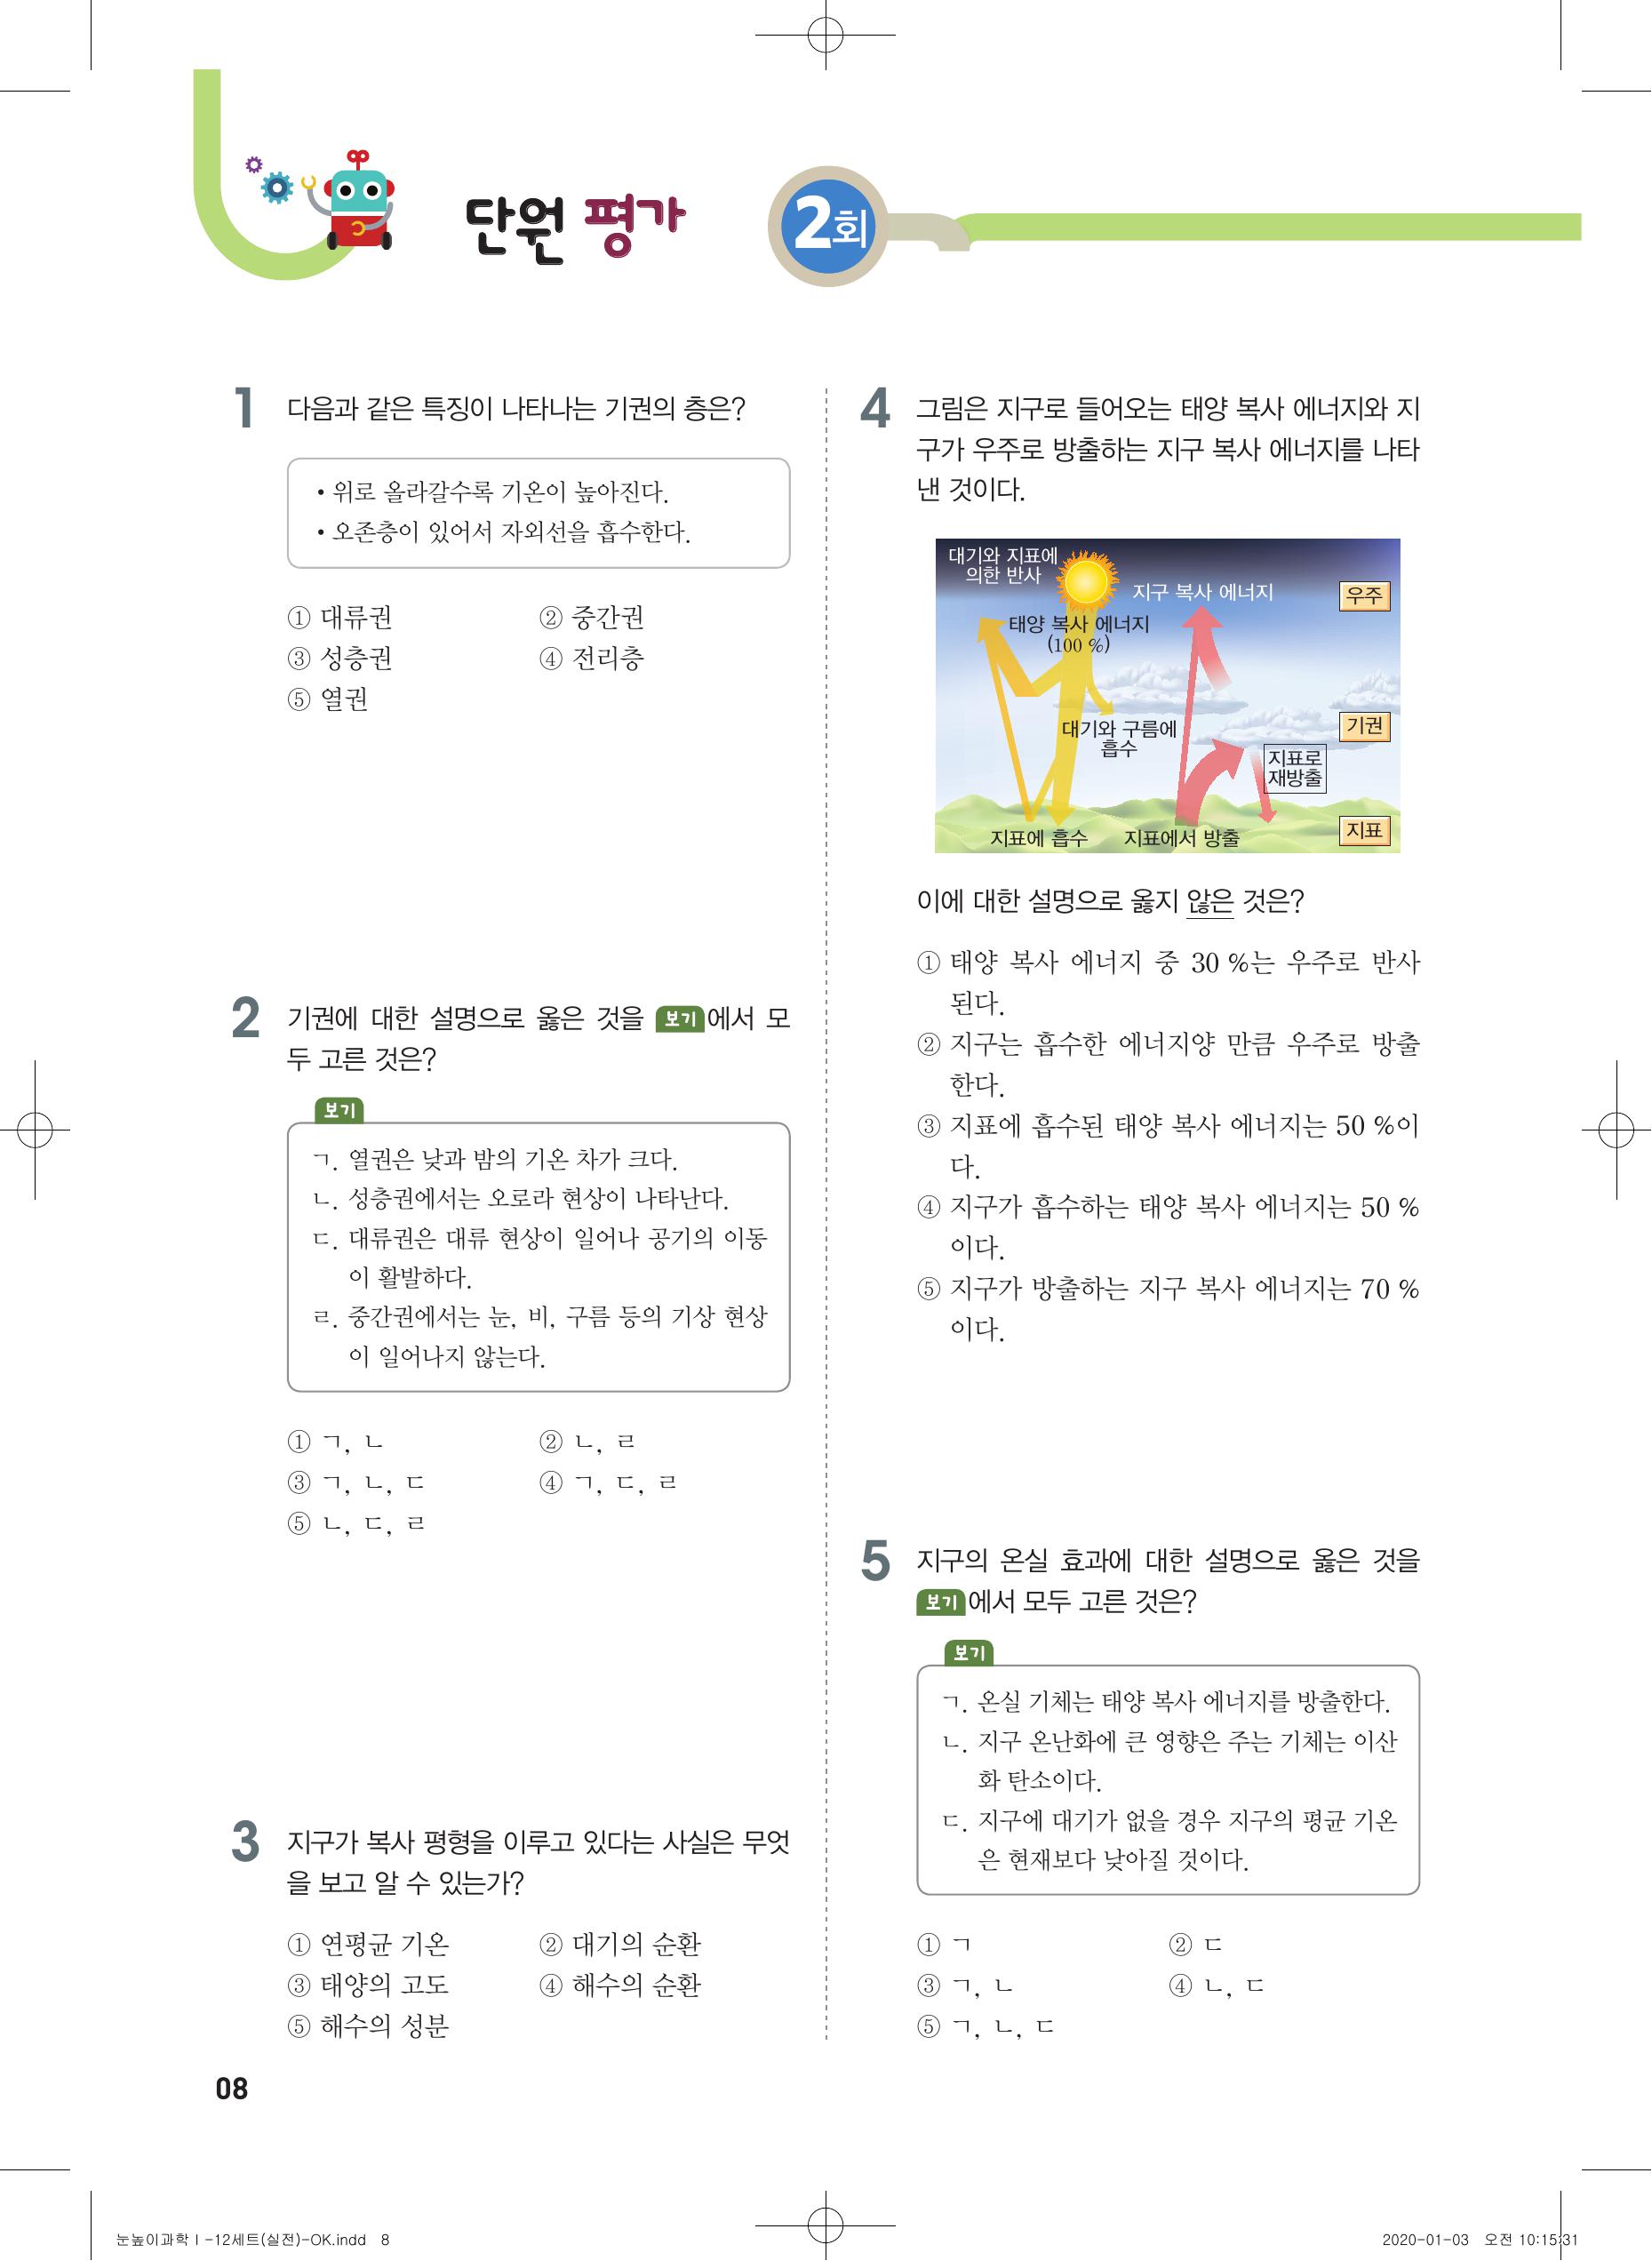 단원 평가 2회
1 다음과 같은 특징이 나타나는 기권의 층은?
• 위로 올라갈수록 기온이 높아진다.
• 오존층이 있어서 자외선을 흡수한다.
① 대류권 ② 중간권
③ 성층권 ④ 전리층
⑤ 열권
2 기권에 대한 설명으로 옳은 것을 보기에서 모
두 고른 것은?
보기
ㄱ. 열권은 낮과 밤의 기온 차가 크다.
ㄴ. 성층권에서는 오로라 현상이 나타난다.
ㄷ. 대류권은 대류 현상이 일어나 공기의 이동
이 활발하다.
ㄹ. 중간권에서는 눈, 비, 구름 등의 기상 현상
이 일어나지 않는다.
① ㄱ, ㄴ ② ㄴ, ㄹ
③ ㄱ, ㄴ, ㄷ ④ ㄱ, ㄷ, ㄹ
⑤ ㄴ, ㄷ, ㄹ
3 지구가 복사 평형을 이루고 있다는 사실은 무엇
을 보고 알 수 있는가?
① 연평균 기온 ② 대기의 순환
③ 태양의 고도 ④ 해수의 순환
⑤ 해수의 성분
4 그림은 지구로 들어오는 태양 복사 에너지와 지
구가 우주로 방출하는 지구 복사 에너지를 나타
낸 것이다.
대기와 지표에
의한 반사
지구 복사 에너지
우주
태양 복사 에너지
(100 %)
기권
대기와 구름에
흡수
지표로
재방출
지표에 흡수
지표에서 방출
지표
이에 대한 설명으로 옳지 않은 것은?
① 태양 복사 에너지 중 30 %는 우주로 반사
된다.
② 지구는 흡수한 에너지양 만큼 우주로 방출
한다.
③ 지표에 흡수된 태양 복사 에너지는 50 %이
다.
④ 지구가 흡수하는 태양 복사 에너지는 50 %
이다.
⑤ 지구가 방출하는 지구 복사 에너지는 70 %
이다.
5 지구의 온실 효과에 대한 설명으로 옳은 것을
보기에서 모두 고른 것은?
보기
ㄱ. 온실 기체는 태양 복사 에너지를 방출한다.
ㄴ. 지구 온난화에 큰 영향은 주는 기체는 이산
화 탄소이다.
ㄷ. 지구에 대기가 없을 경우 지구의 평균 기온
은 현재보다 낮아질 것이다.
① ㄱ ② ㄷ
③ ㄱ, ㄴ ④ ㄴ, ㄷ
⑤ ㄱ, ㄴ, ㄷ
08
눈높이과학Ⅰ-12세트(실전)-OK.indd 8
2020-01-03 오전 10:15:31